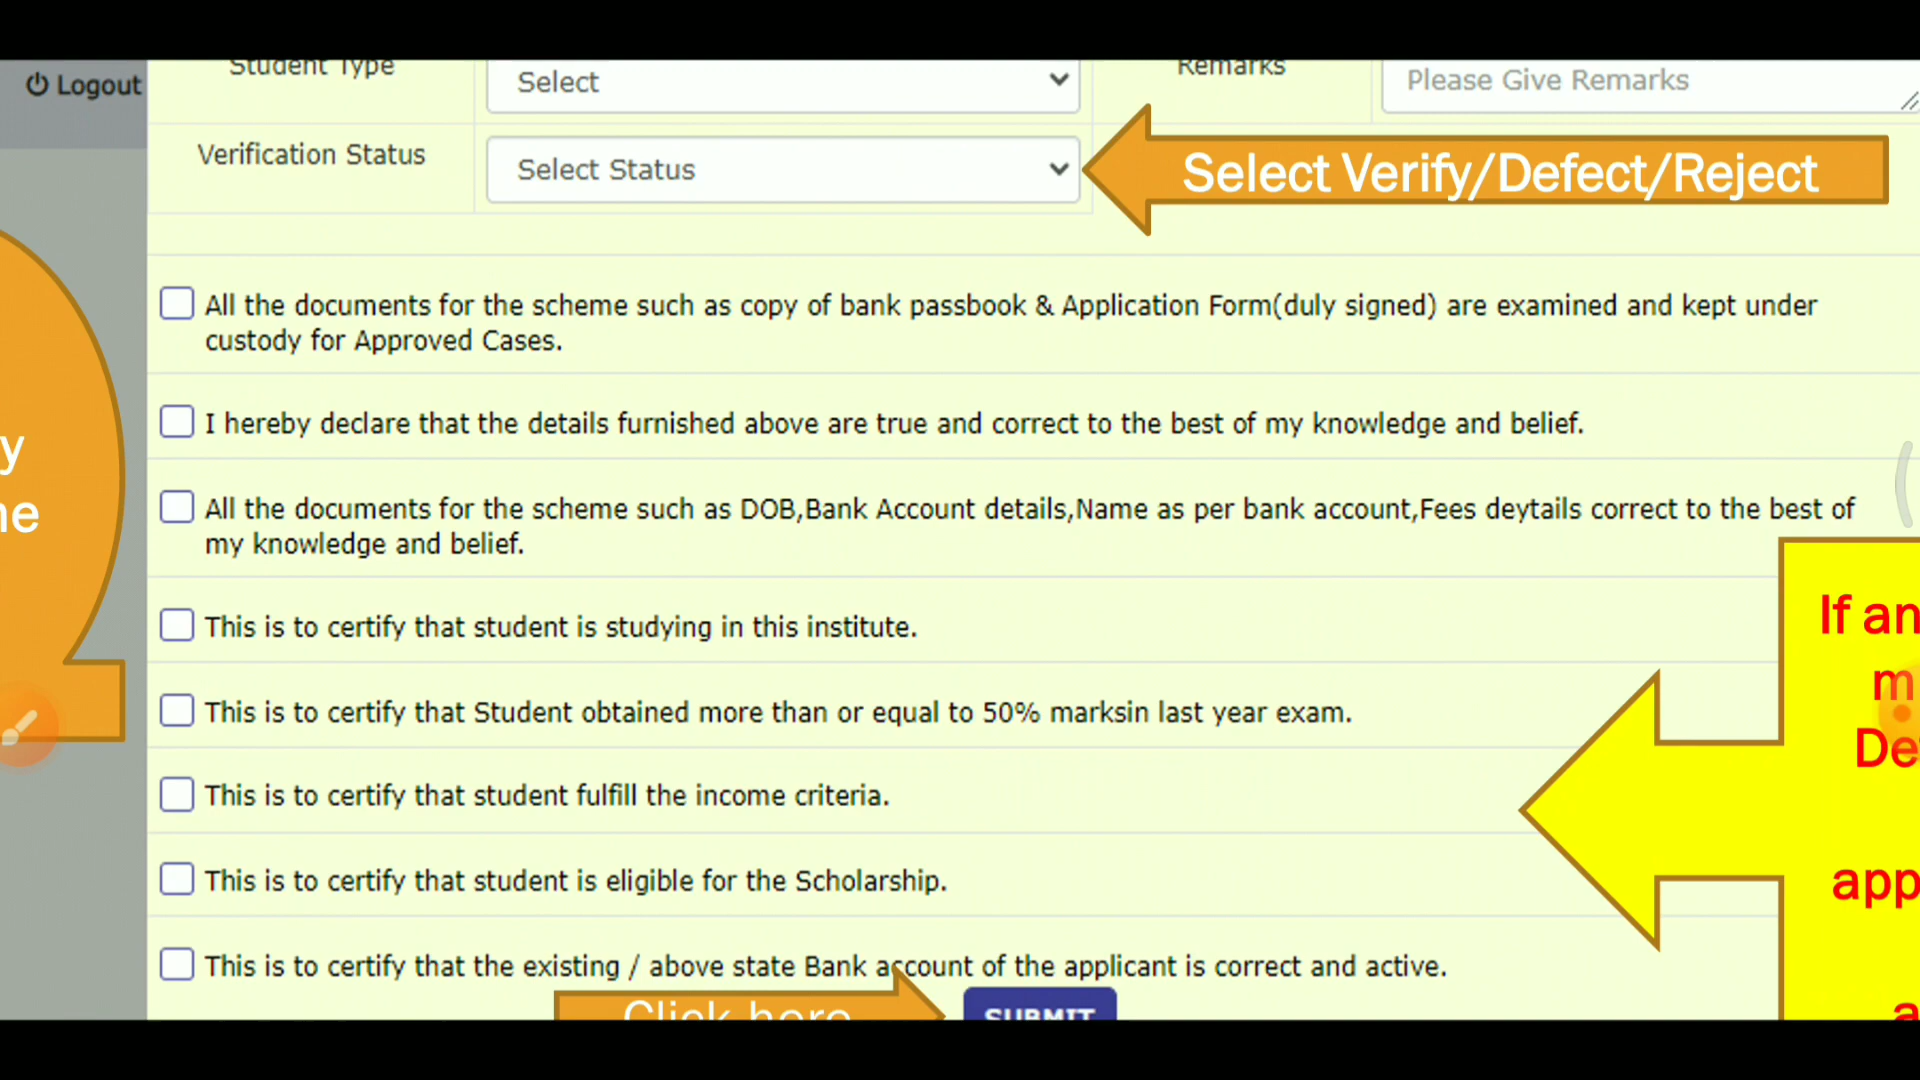 Student Type
Select
Remarks
Please Give Remarks
Logout
Verification Status
Select Status
Select Verify/Defect/Reject
All the documents for the scheme such as copy of bank passbook & Application Form(duly signed) are examined and kept under
custody for Approved Cases.
I hereby declare that the details furnished above are true and correct to the best of my knowledge and belief.
All the documents for the scheme such as DOB,Bank Account details,Name as per bank account,Fees deytails correct to the best of
my knowledge and belief.
This is to certify that student is studying in this institute.
This is to certify that Student obtained more than or equal to 50% marksin last year exam.
This is to certify that student fulfill the income criteria.
This is to certify that student is eligible for the Scholarship.
This is to certify that the existing / above state Bank account of the applicant is correct and active.
Click here
SUBMIT
If